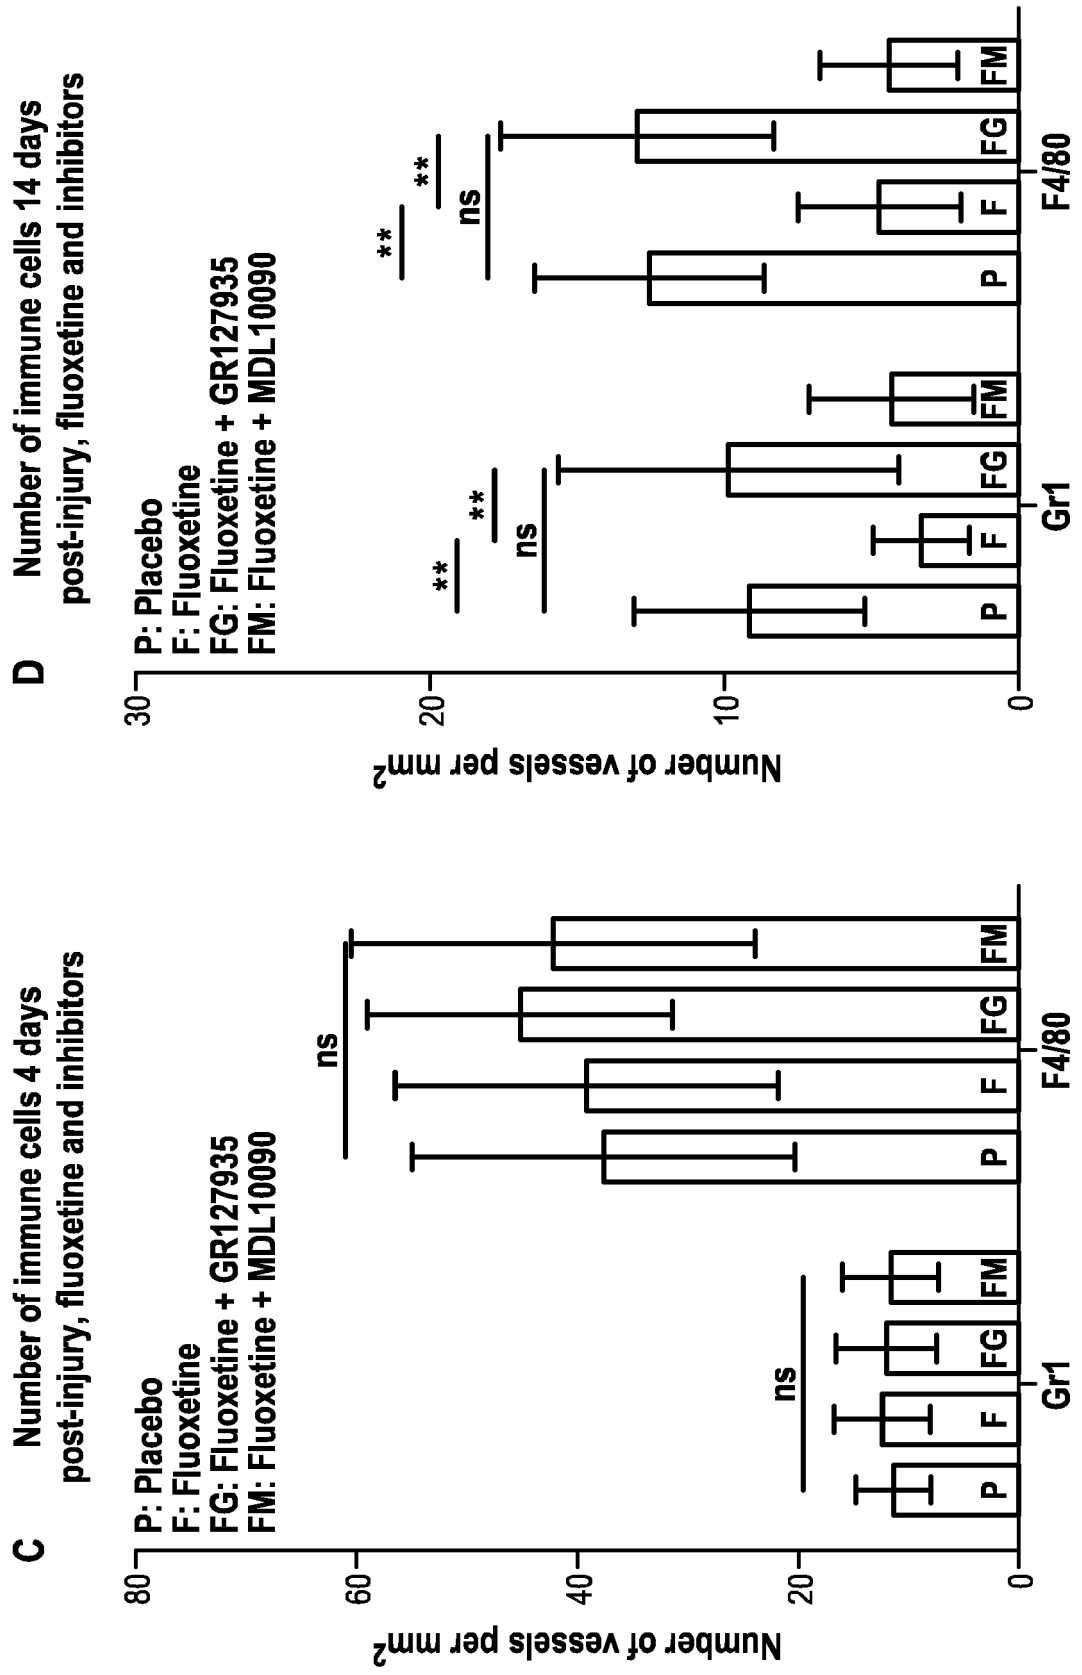 C
Number of immune cells 4 days
post-injury, fluoxetine and inhibitors
P: Placebo
F: Fluoxetine
FG: Fluoxetine + GR127935
FM: Fluoxetine + MDL10090
Number of vessels per mm²
80
60
40
20
0
ns
ns
P F FG FM
P F FG FM
Gr1
F4/80
D
Number of immune cells 14 days
post-injury, fluoxetine and inhibitors
P: Placebo
F: Fluoxetine
FG: Fluoxetine + GR127935
FM: Fluoxetine + MDL10090
Number of vessels per mm²
30
20
10
0
**
**
ns
**
**
ns
P F FG FM
P F FG FM
Gr1
F4/80